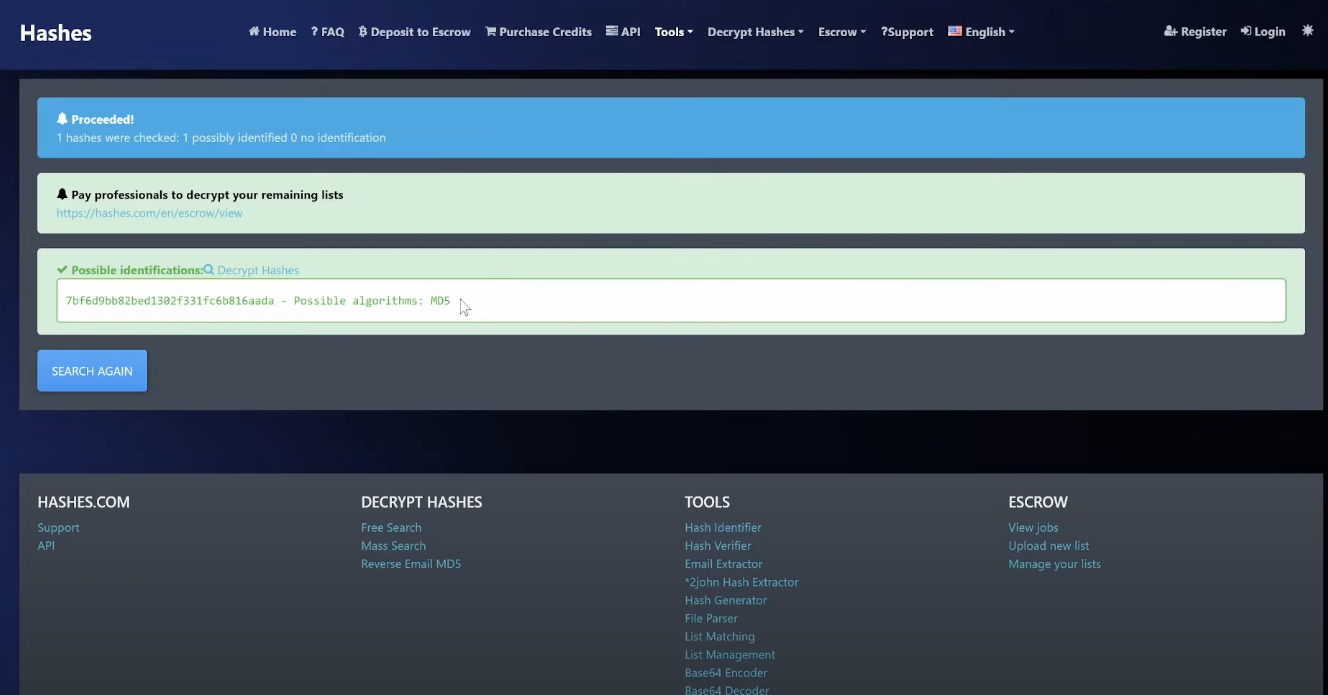 Hashes
Home ? FAQ Deposit to Escrow Purchase Credits API Tools Decrypt Hashes Escrow ?Support English Register Login
Proceeded!
1 hashes were checked: 1 possibly identified 0 no identification
Pay professionals to decrypt your remaining lists
https://hashes.com/en/escrow/view
Possible identifications: Decrypt Hashes
7bf6d9bb82bed1302f331fc6b816aada - Possible algorithms: MD5
SEARCH AGAIN
HASHES.COM
Support
API
DECRYPT HASHES
Free Search
Mass Search
Reverse Email MD5
TOOLS
Hash Identifier
Hash Verifier
Email Extractor
*2john Hash Extractor
Hash Generator
File Parser
List Matching
List Management
Base64 Encoder
Base64 Decoder
ESCROW
View jobs
Upload new list
Manage your lists